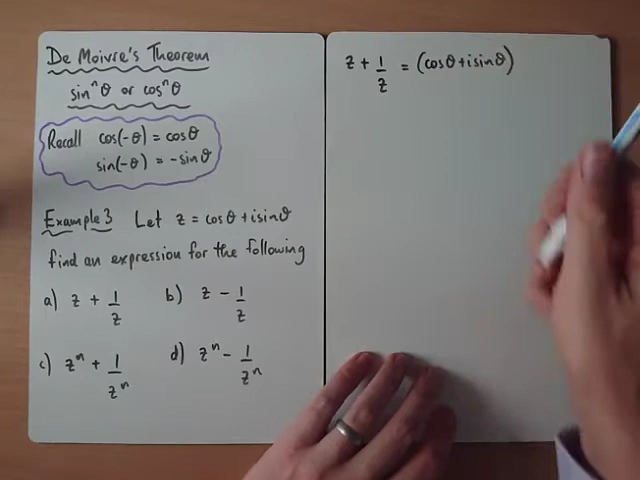 De Moivre's Theorem
sinⁿθ or cosⁿθ
Recall cos(-θ) = cosθ
sin(-θ) = -sinθ
Example 3 Let z = cosθ + isinθ
find an expression for the following
a) z + 1/z b) z - 1/z
c) zⁿ + 1/zⁿ d) zⁿ - 1/zⁿ
z + 1/z = (cosθ + isinθ)